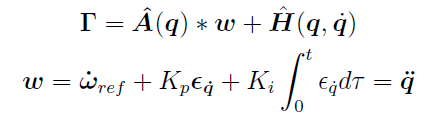 Γ = Â(q) * w + Ĥ(q, q̇)
w = ω̇_ref + K_p ϵ_q̇ + K_i ∫_0^t ϵ_q̇ dτ = q̈